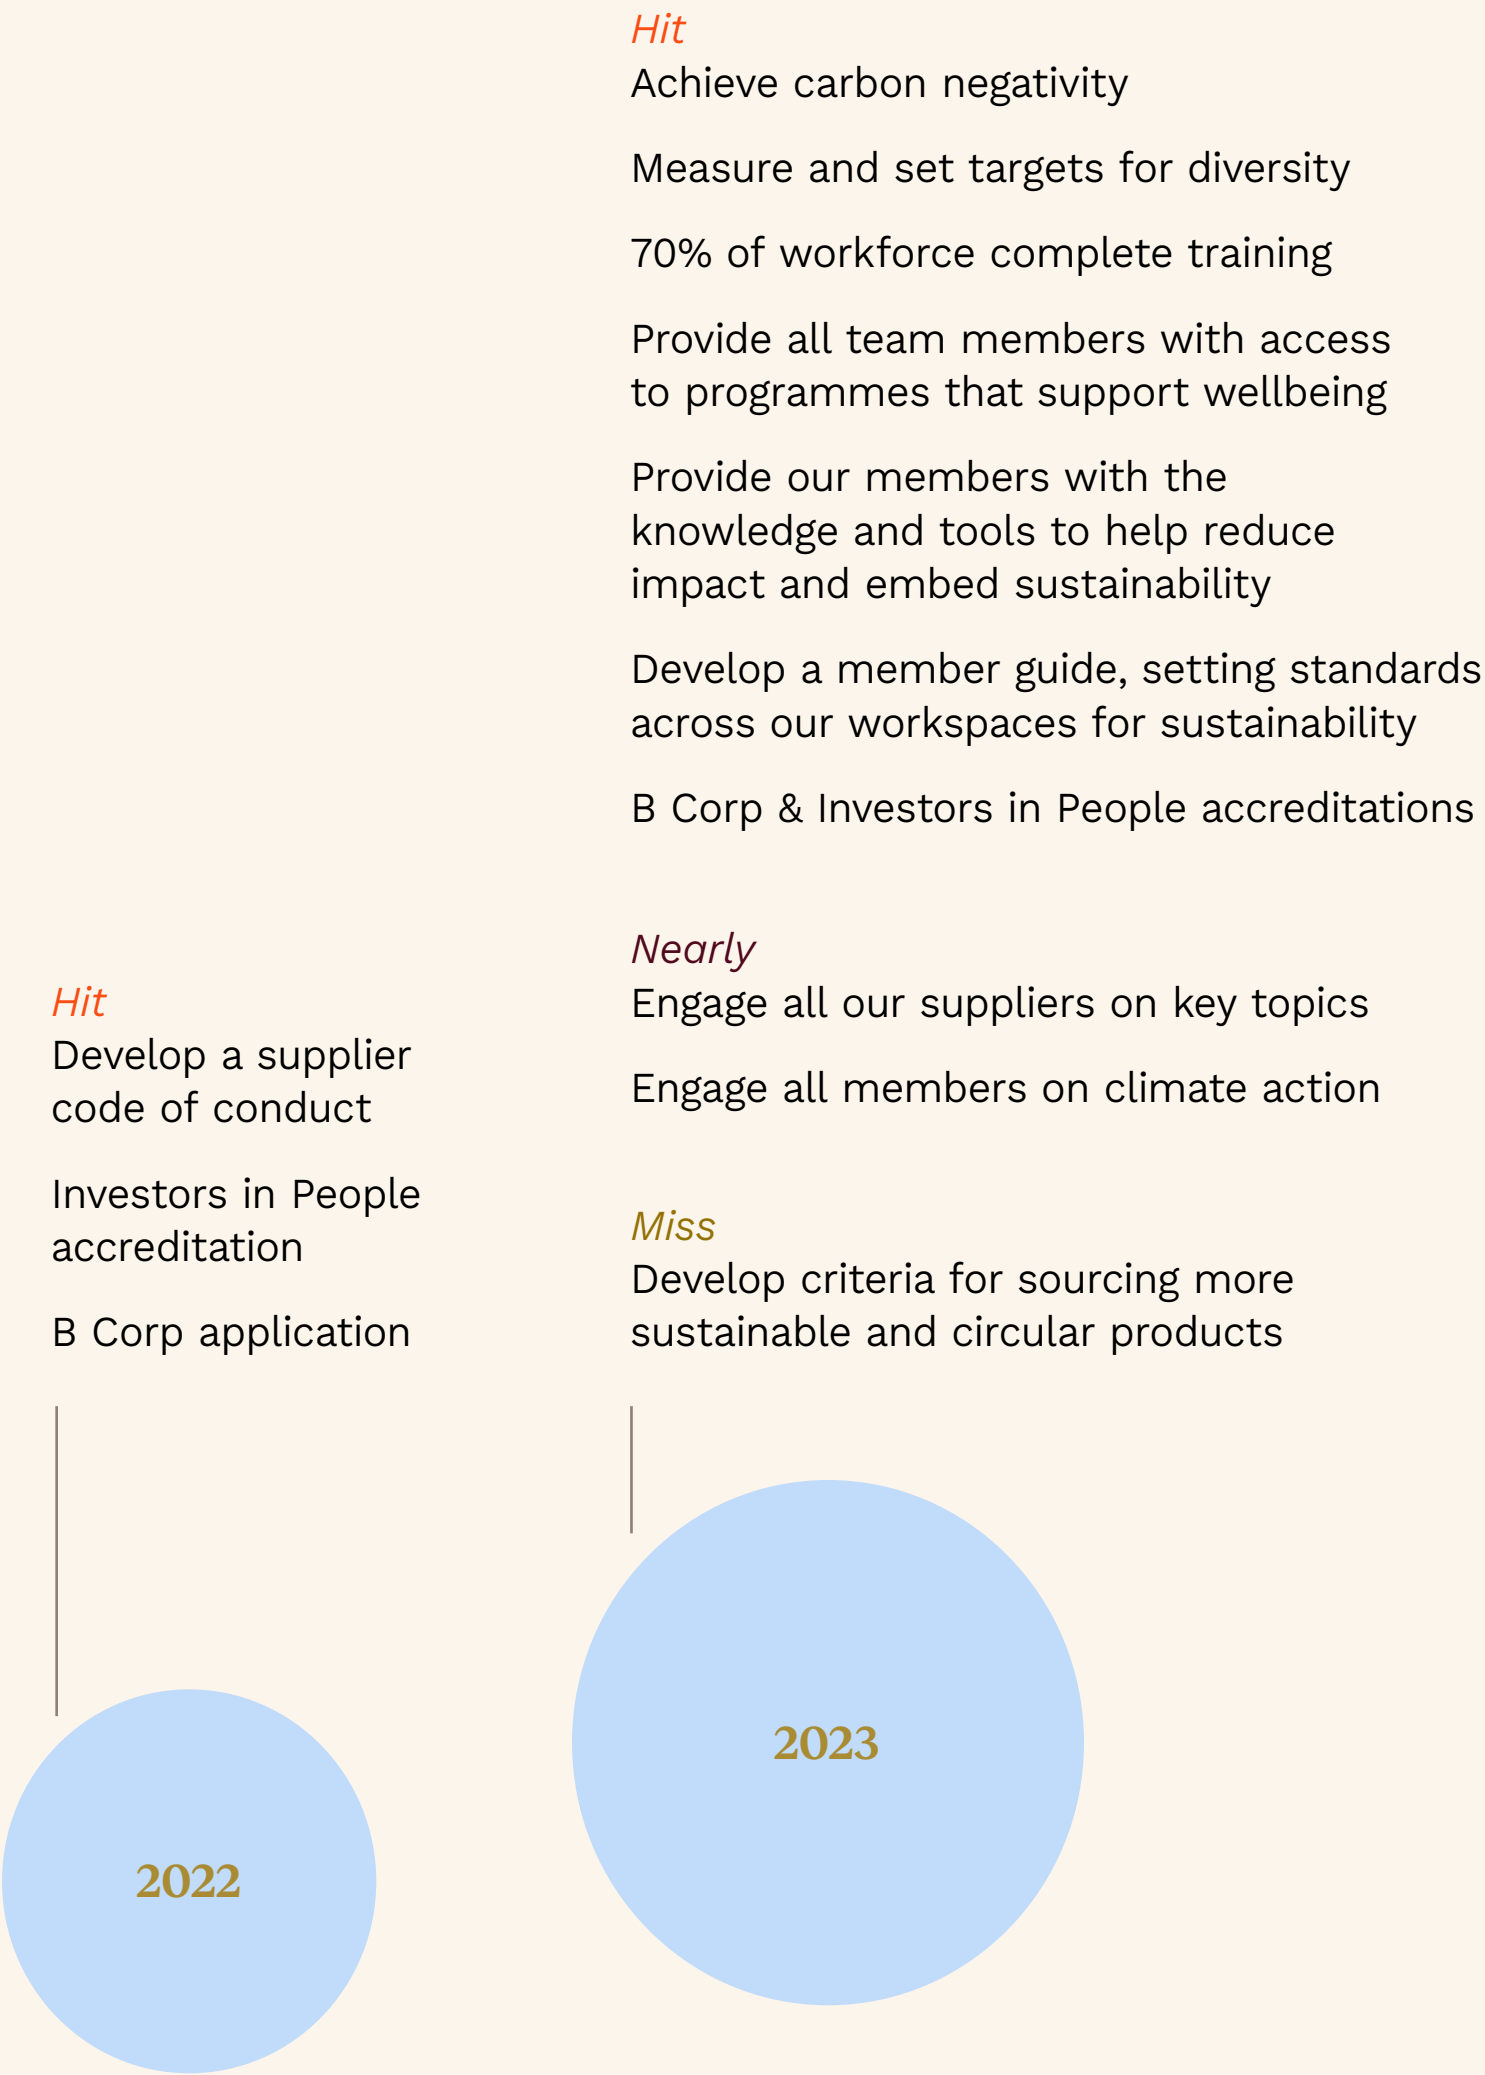 Hit
Develop a supplier
code of conduct
Investors in People
accreditation
B Corp application
2022
Hit
Achieve carbon negativity
Measure and set targets for diversity
70% of workforce complete training
Provide all team members with access
to programmes that support wellbeing
Provide our members with the
knowledge and tools to help reduce
impact and embed sustainability
Develop a member guide, setting standards
across our workspaces for sustainability
B Corp & Investors in People accreditations
Nearly
Engage all our suppliers on key topics
Engage all members on climate action
Miss
Develop criteria for sourcing more
sustainable and circular products
2023